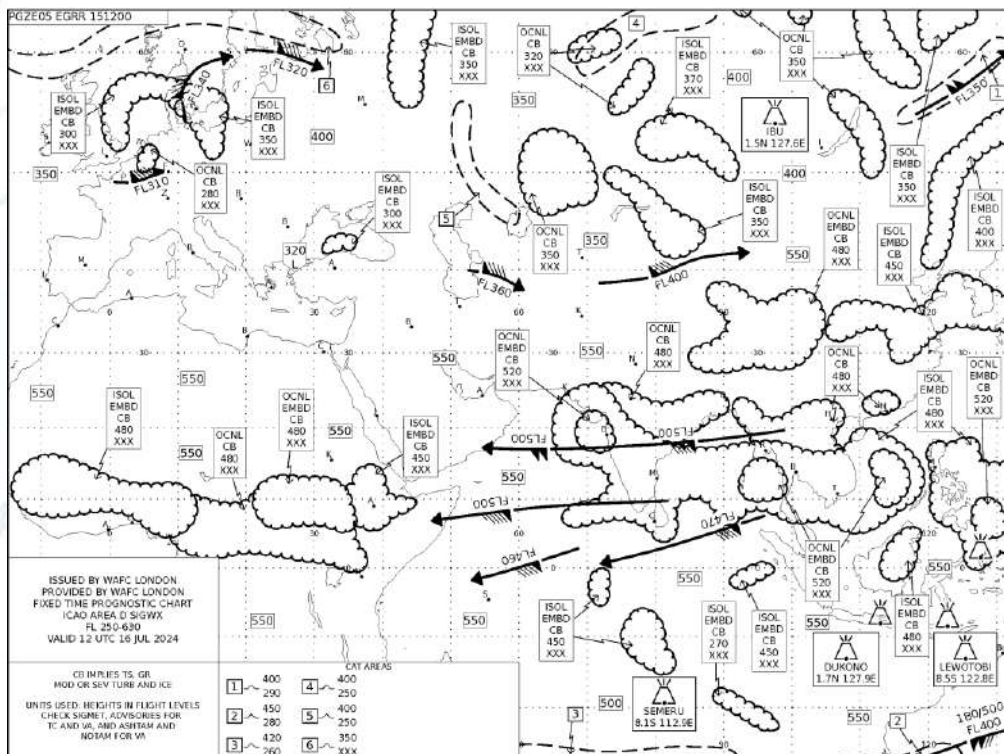 PGZE05 EGRR 151200
ISOL
EMBD
CB
350
XXX
OCNL
CB
320
XXX
4
ISOL
EMBD
CB
370
XXX
400
OCNL
CB
350
XXX
FL340
FL320
6
ISOL
EMBD
CB
300
XXX
ISOL
EMBD
CB
350
XXX
400
350
IBU
1.5N 127.6E
FL350
1
350
FL310
OCNL
CB
280
XXX
ISOL
EMBD
CB
300
XXX
400
ISOL
EMBD
CB
350
XXX
ISOL
EMBD
CB
350
XXX
ISOL
EMBD
CB
400
XXX
5
OCNL
CB
350
XXX
320
350
FL360
FL400
550
OCNL
EMBD
CB
480
XXX
ISOL
EMBD
CB
450
XXX
0
30
60
90
120
30
30
OCNL
EMBD
CB
520
XXX
550
550
OCNL
CB
480
XXX
OCNL
CB
480
XXX
ISOL
EMBD
CB
480
XXX
OCNL
EMBD
CB
520
XXX
550
550
ISOL
EMBD
CB
480
XXX
OCNL
EMBD
CB
480
XXX
550
ISOL
EMBD
CB
450
XXX
OCNL
CB
480
XXX
550
FL500
FL500
550
FL500
FL470
FL460
OCNL
EMBD
CB
520
XXX
550
550
550
550
550
ISOL
EMBD
CB
450
XXX
ISOL
EMBD
CB
270
XXX
ISOL
EMBD
CB
450
XXX
ISOL
EMBD
CB
480
XXX
DUKONO
1.7N 127.9E
LEWOTOBI
8.5S 122.8E
500
SEMERU
8.1S 112.9E
550
3
2
180/500
FL400
ISSUED BY WAFC LONDON
PROVIDED BY WAFC LONDON
FIXED TIME PROGNOSTIC CHART
ICAO AREA D SIGWX
FL 250-630
VALID 12 UTC 16 JUL 2024
CB IMPLIES TS, GR
MOD OR SEV TURB AND ICE
UNITS USED: HEIGHTS IN FLIGHT LEVELS
CHECK SIGMET, ADVISORIES FOR
TC AND VA, AND ASHTAM AND
NOTAM FOR VA
CAT AREAS
1 400
290
2 450
280
3 420
260
4 400
250
5 400
250
6 350
XXX